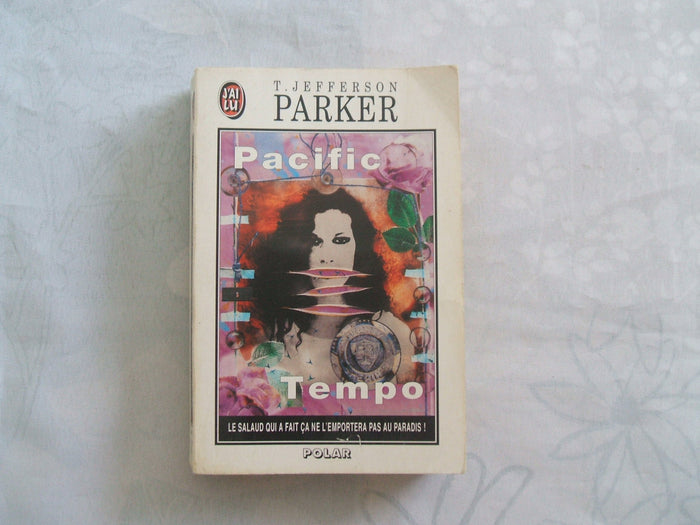 J'AI
LU
T. JEFFERSON
PARKER
Pacific
Tempo
LE SALAUD QUI A FAIT ÇA NE L'EMPORTERA PAS AU PARADIS !
POLAR